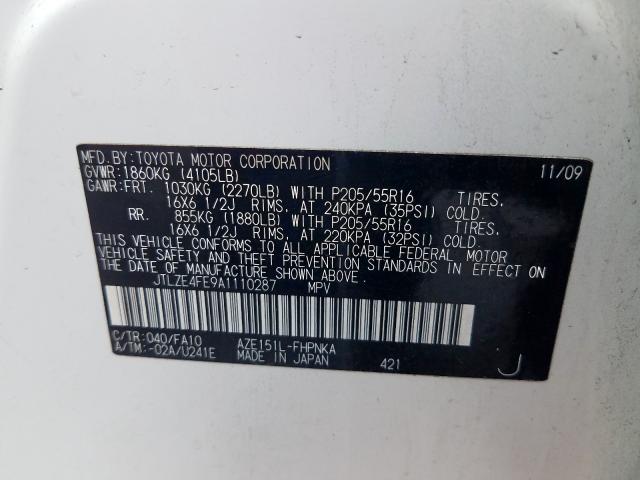 MFD. BY: TOYOTA MOTOR CORPORATION 11/09
GVWR: 1860KG (4105LB)
GAWR: FRT. 1030KG (2270LB) WITH P205/55R16 TIRES,
16X6 1/2J RIMS, AT 240KPA (35PSI) COLD.
RR. 855KG (1880LB) WITH P205/55R16 TIRES,
16X6 1/2J RIMS, AT 220KPA (32PSI) COLD.
THIS VEHICLE CONFORMS TO ALL APPLICABLE FEDERAL MOTOR
VEHICLE SAFETY AND THEFT PREVENTION STANDARDS IN EFFECT ON
THE DATE OF MANUFACTURE SHOWN ABOVE.
JTLZE4FE9A1110287 MPV
C/TR: 040/FA10 AZE151L-FHPNKA
A/TM: -02A/U241E MADE IN JAPAN 421 J